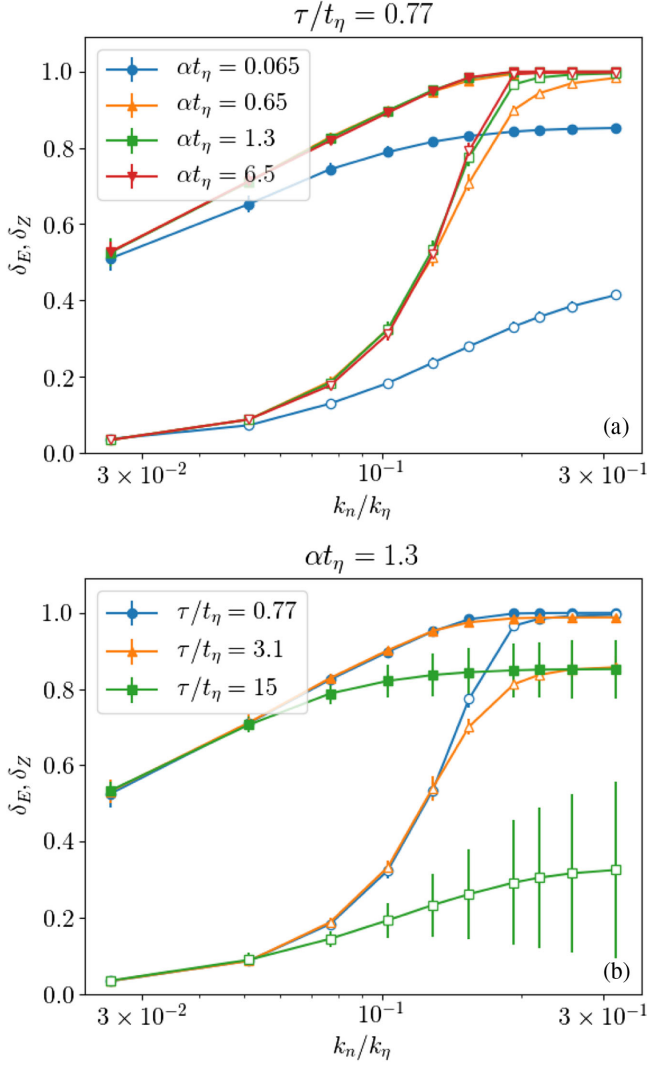 τ/t_η = 0.77
1.0
0.8
0.6
0.4
0.2
0.0
δ_E, δ_Z
αt_η = 0.065
αt_η = 0.65
αt_η = 1.3
αt_η = 6.5
(a)
3 × 10⁻² 10⁻¹ 3 × 10⁻¹
k_n/k_η
αt_η = 1.3
1.0
0.8
0.6
0.4
0.2
0.0
δ_E, δ_Z
τ/t_η = 0.77
τ/t_η = 3.1
τ/t_η = 15
(b)
3 × 10⁻² 10⁻¹ 3 × 10⁻¹
k_n/k_η